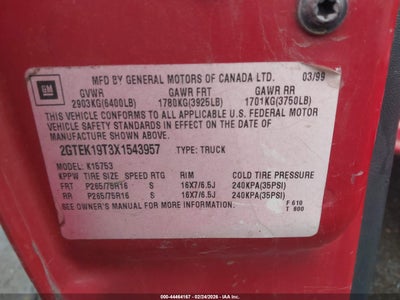 GM
MFD BY GENERAL MOTORS OF CANADA LTD. 03/99
GVWR GAWR FRT GAWR RR
2903KG(6400LB) 1780KG(3925LB) 1701KG(3750LB)
THIS VEHICLE CONFORMS TO ALL APPLICABLE U.S. FEDERAL MOTOR
VEHICLE SAFETY STANDARDS IN EFFECT ON THE DATE OF
MANUFACTURE SHOWN ABOVE.
2GTEK19T3X1543957 TYPE: TRUCK
MODEL: K15753
KPPW TIRE SIZE SPEED RTG RIM COLD TIRE PRESSURE
FRT P265/75R16 S 16X7/6.5J 240KPA(35PSI)
RR P265/75R16 S 16X7/6.5J 240KPA(35PSI)
SEE OWNER'S MANUAL FOR MORE INFORMATION.
F 610
T 800
000-44464167 - 02/24/2026 - IAAI.COM